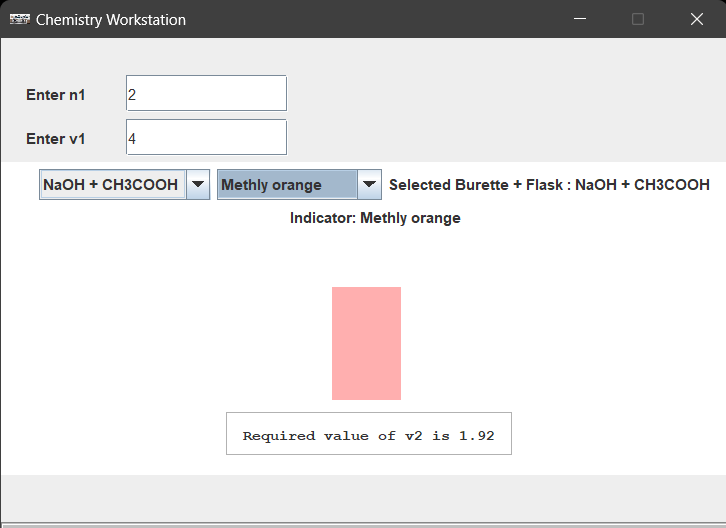 Chemistry Workstation
Enter n1 2
Enter v1 4
NaOH + CH3COOH Methly orange Selected Burette + Flask : NaOH + CH3COOH
Indicator: Methly orange
Required value of v2 is 1.92